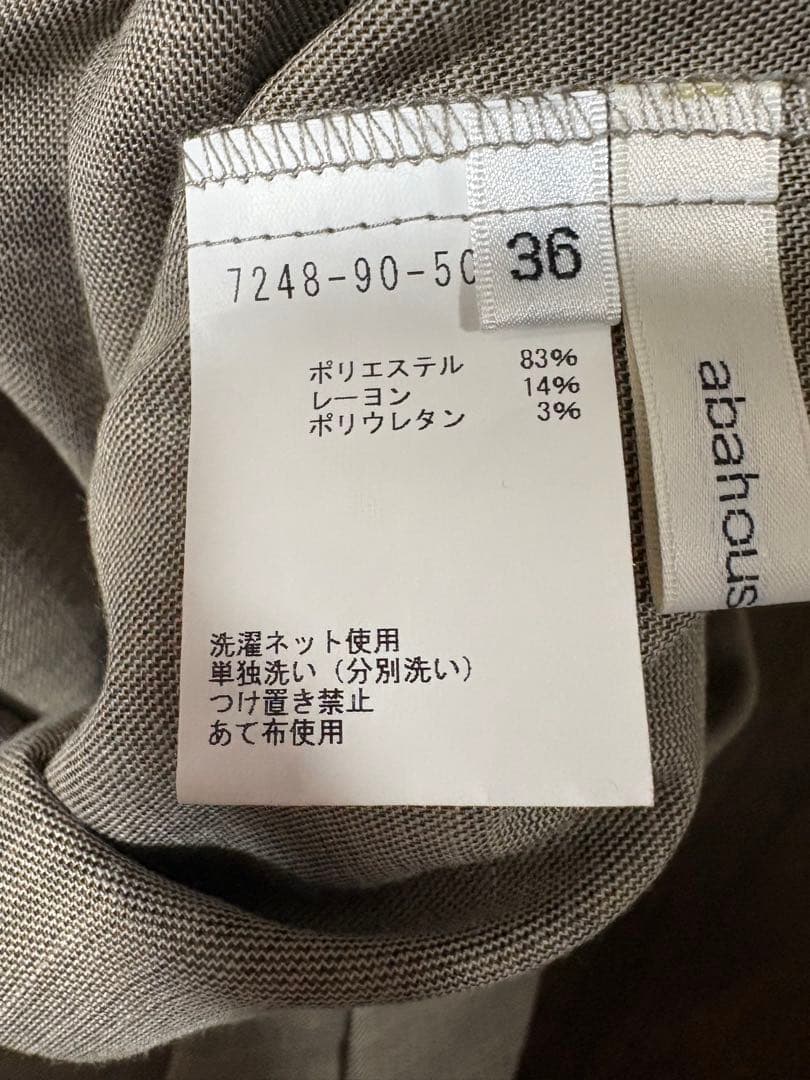 7248-90-50
36
ポリエステル 83%
レーヨン 14%
ポリウレタン 3%
洗濯ネット使用
単独洗い（分別洗い）
つけ置き禁止
あて布使用
abahous